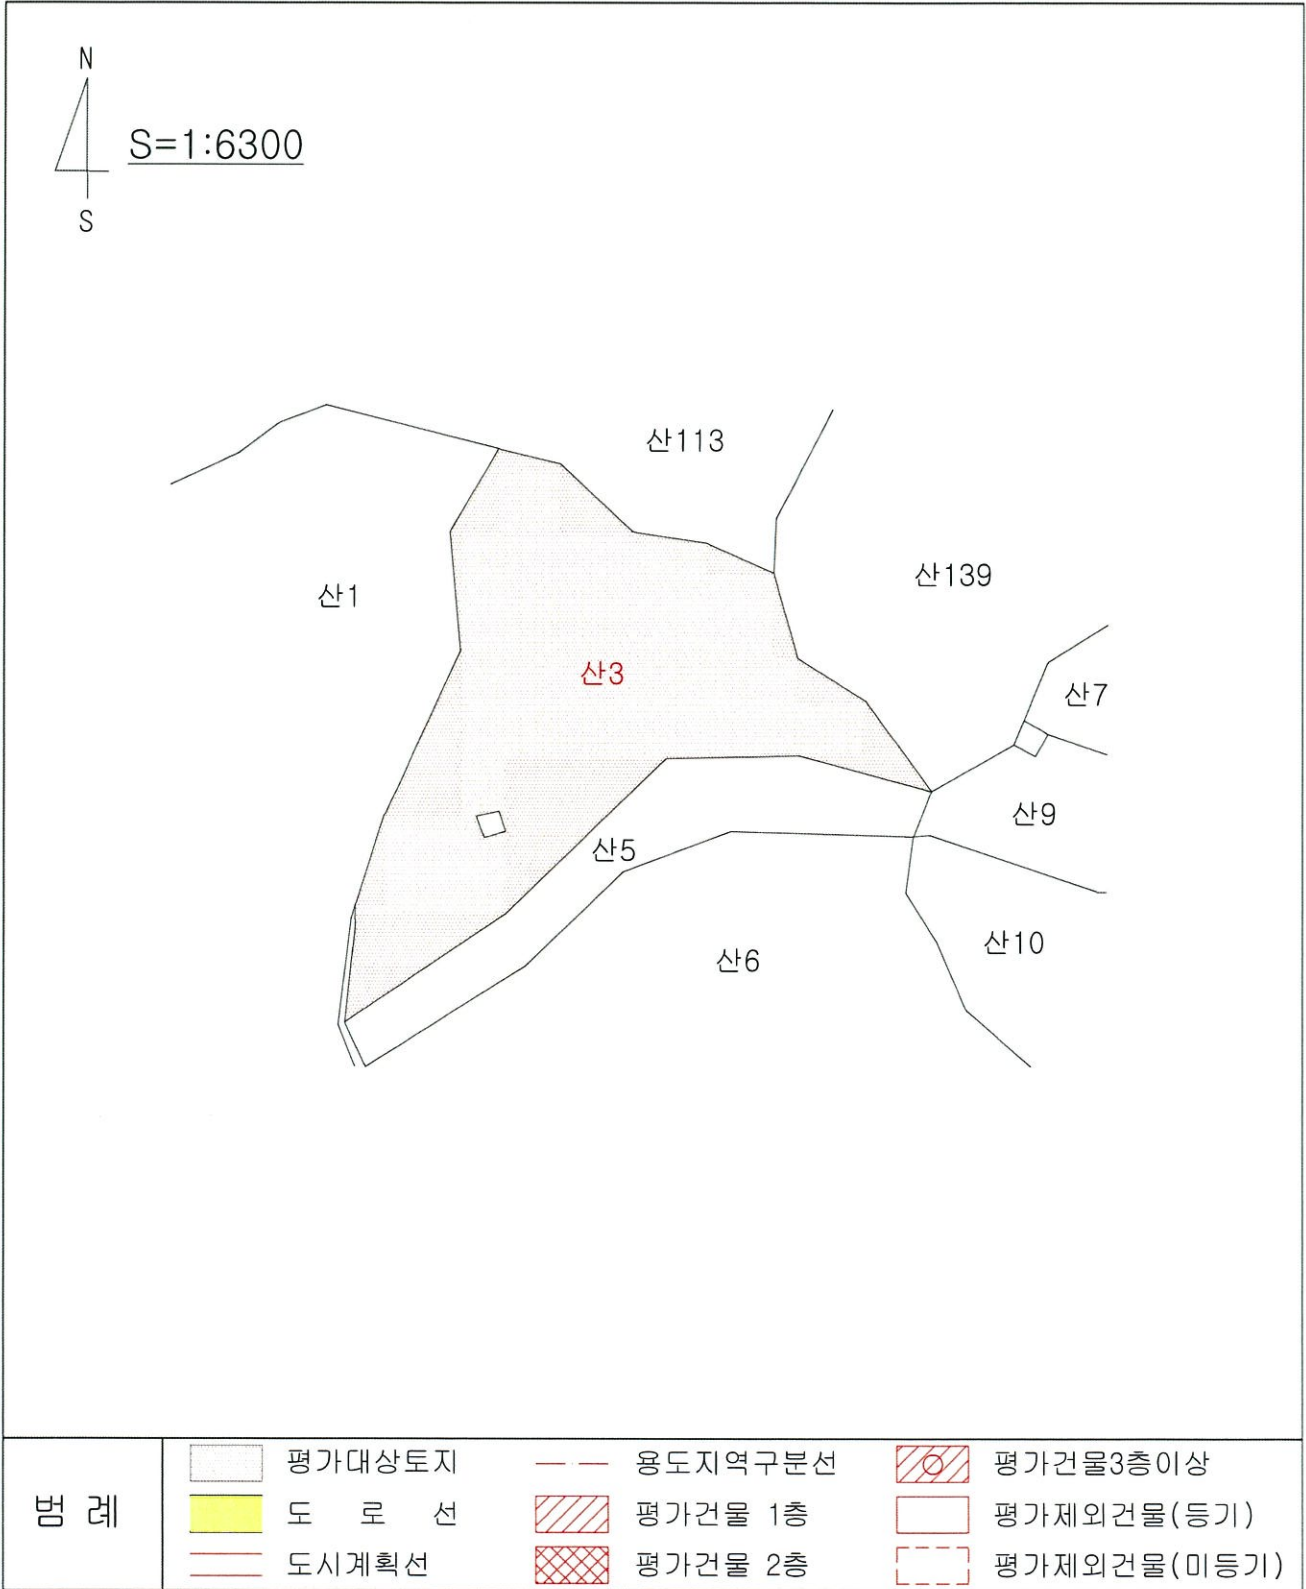 N
S=1:6300
S
산113
산139
산1
산3
산7
산9
산5
산10
산6
범 례
평가대상토지
용도지역구분선
평가건물3층이상
도 로 선
평가건물 1층
평가제외건물(등기)
도시계획선
평가건물 2층
평가제외건물(미등기)